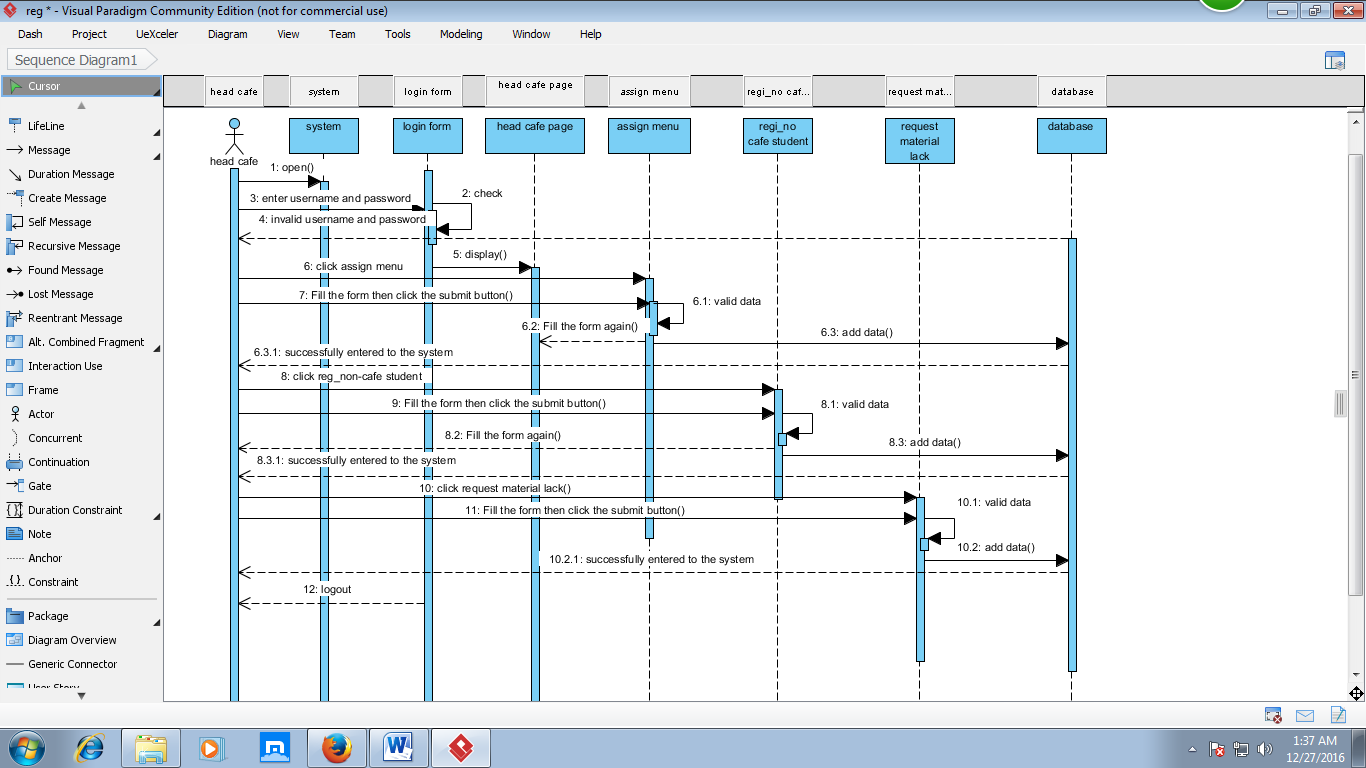 reg * - Visual Paradigm Community Edition (not for commercial use)
Dash Project UeXceler Diagram View Team Tools Modeling Window Help
Sequence Diagram1
Cursor
LifeLine
Message
Duration Message
Create Message
Self Message
Recursive Message
Found Message
Lost Message
Reentrant Message
Alt. Combined Fragment
Interaction Use
Frame
Actor
Concurrent
Continuation
Gate
Duration Constraint
Note
Anchor
Constraint
Package
Diagram Overview
Generic Connector
User Story
head cafe system login form head cafe page assign menu regi_no caf... request mat... database
head cafe
system
login form
head cafe page
assign menu
regi_no
cafe student
request
material
lack
database
1: open()
2: check
3: enter username and password
4: invalid username and password
5: display()
6: click assign menu
7: Fill the form then click the submit button()
6.1: valid data
6.2: Fill the form again()
6.3: add data()
6.3.1: successfully entered to the system
8: click reg_non-cafe student
9: Fill the form then click the submit button()
8.1: valid data
8.2: Fill the form again()
8.3: add data()
8.3.1: successfully entered to the system
10: click request material lack()
10.1: valid data
11: Fill the form then click the submit button()
10.2: add data()
10.2.1: successfully entered to the system
12: logout
1:37 AM
12/27/2016